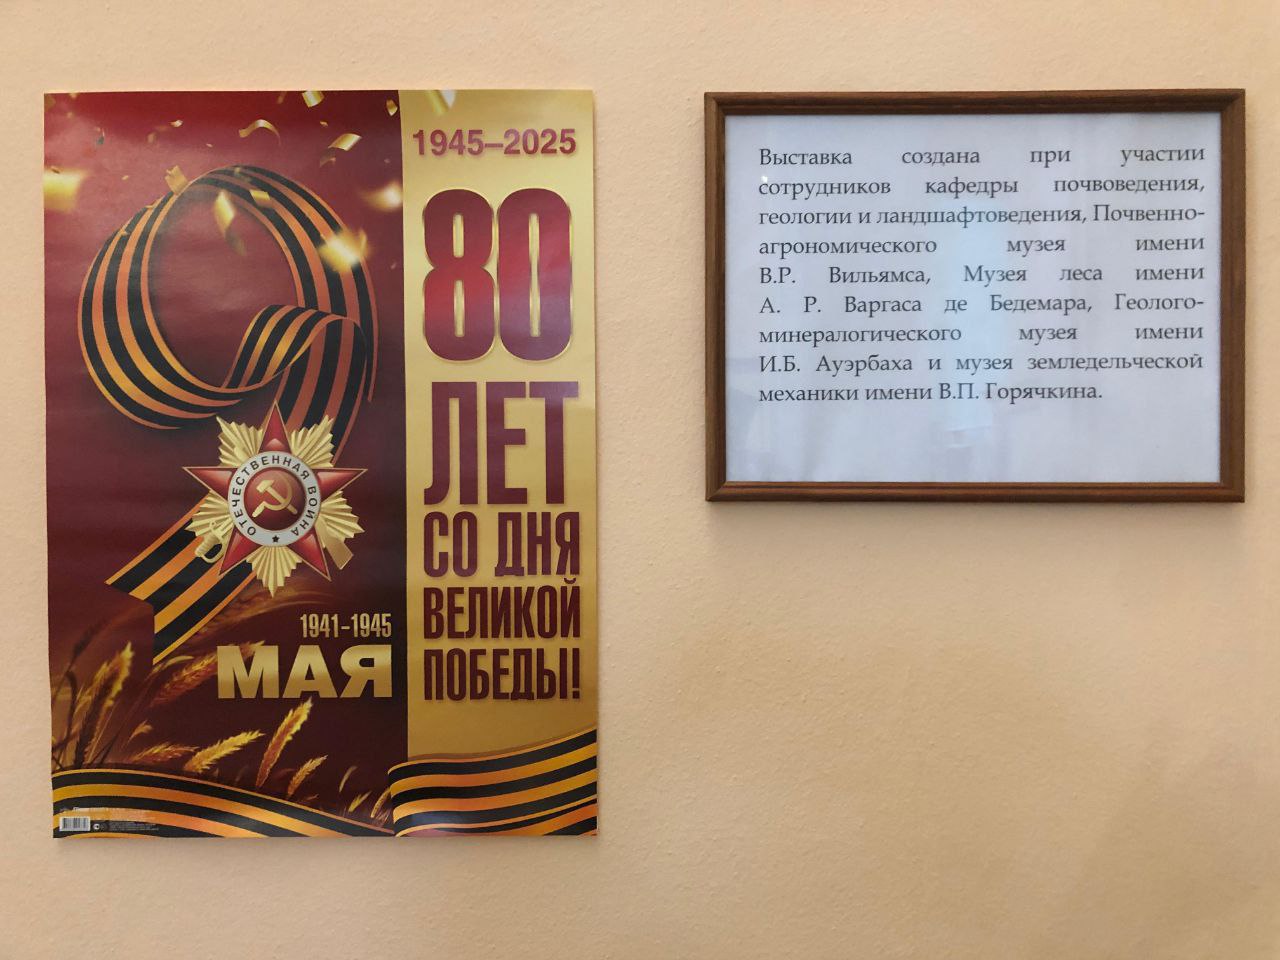 1945–2025
80
ЛЕТ
СО ДНЯ
ВЕЛИКОЙ
ПОБЕДЫ!
ОТЕЧЕСТВЕННАЯ ВОЙНА
1941-1945
МАЯ
Выставка создана при участии
сотрудников кафедры почвоведения,
геологии и ландшафтоведения, Почвенно-
агрономического музея имени
В.Р. Вильямса, Музея леса имени
А. Р. Варгаса де Бедемара, Геолого-
минералогического музея имени
И.Б. Ауэрбаха и музея земледельческой
механики имени В.П. Горячкина.